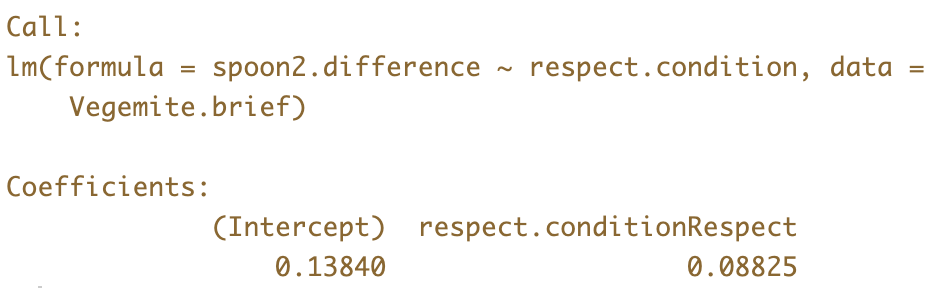 Call:
lm(formula = spoon2.difference ~ respect.condition, data =
Vegemite.brief)
Coefficients:
(Intercept) respect.conditionRespect
0.13840 0.08825